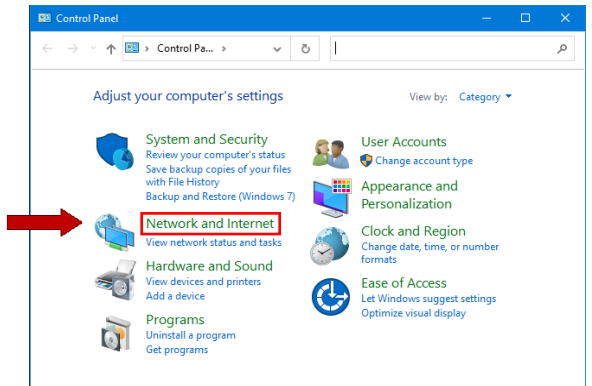 Control Panel
Control Pa...
Adjust your computer's settings
View by: Category
System and Security
Review your computer's status
Save backup copies of your files
with File History
Backup and Restore (Windows 7)
Network and Internet
View network status and tasks
Hardware and Sound
View devices and printers
Add a device
Programs
Uninstall a program
Get programs
User Accounts
Change account type
Appearance and
Personalization
Clock and Region
Change date, time, or number
formats
Ease of Access
Let Windows suggest settings
Optimize visual display